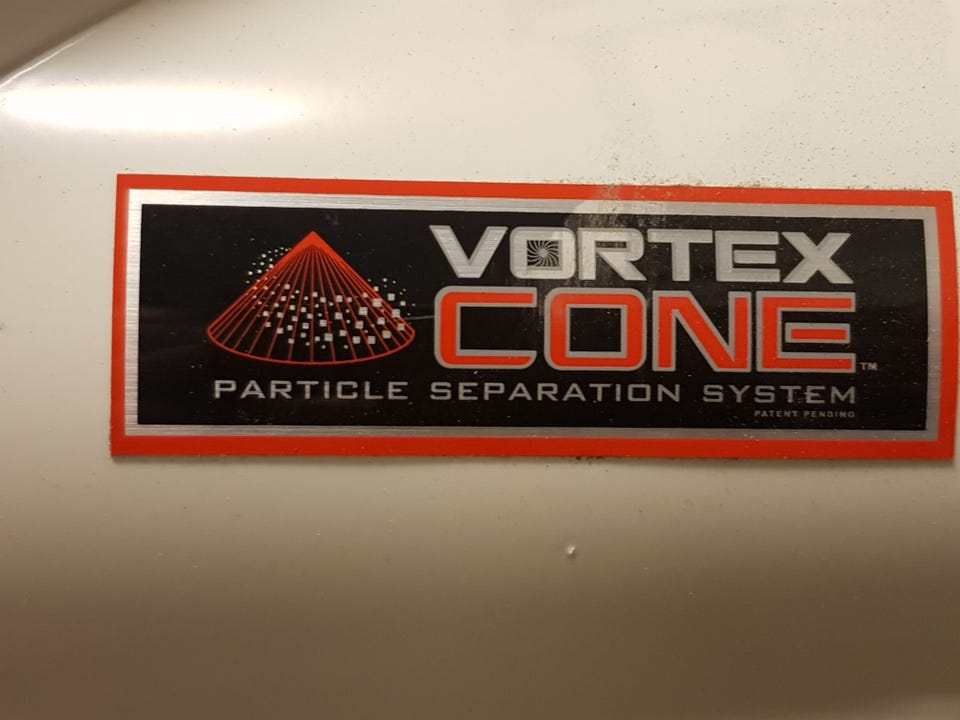 VORTEX
CONE™
PARTICLE SEPARATION SYSTEM
PATENT PENDING